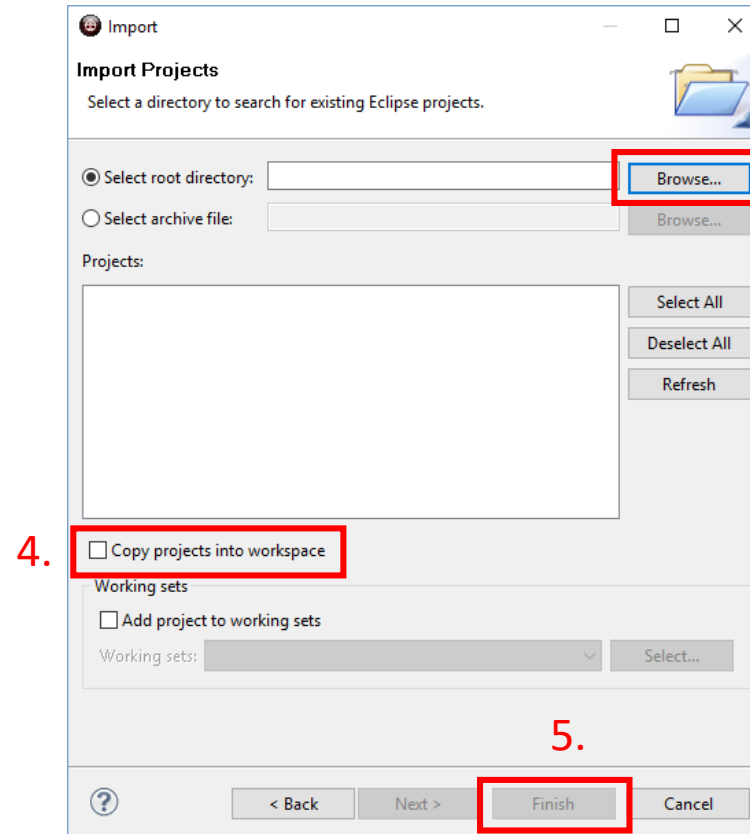 Import
Import Projects
Select a directory to search for existing Eclipse projects.
Select root directory: Browse...
Select archive file: Browse...
Projects:
Select All
Deselect All
Refresh
4. Copy projects into workspace
Working sets
Add project to working sets
Working sets: Select...
5.
? < Back Next > Finish Cancel